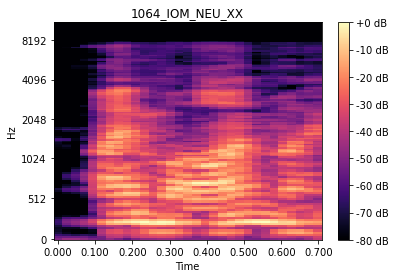 1064_IOM_NEU_XX
8192
4096
2048
1024
512
0
Hz
0.000 0.100 0.200 0.300 0.400 0.500 0.600 0.700
Time
+0 dB
-10 dB
-20 dB
-30 dB
-40 dB
-50 dB
-60 dB
-70 dB
-80 dB